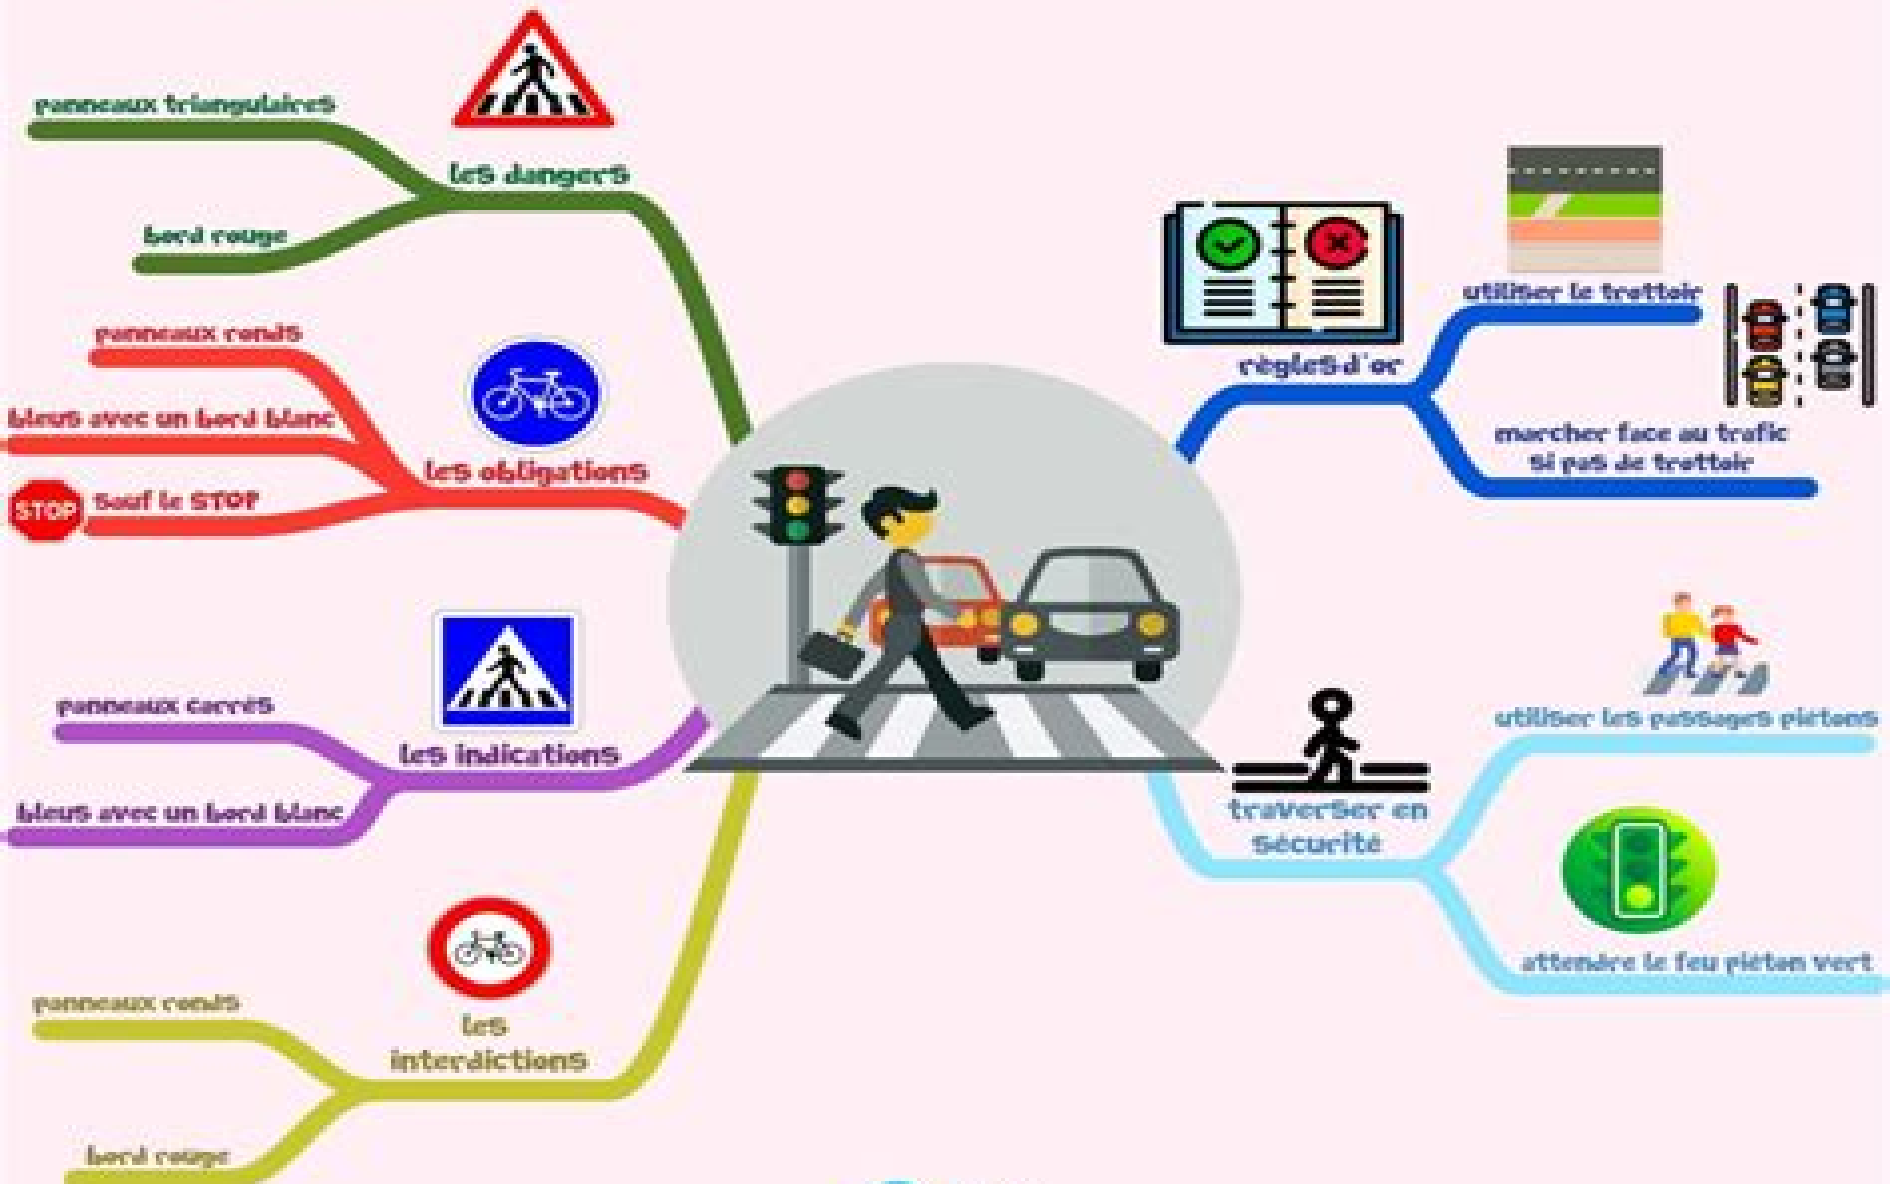 panneaux triangulaires
les dangers
bord rouge
panneaux ronds
bleus avec un bord blanc
les obligations
STOP
sauf le STOP
panneaux carrés
les indications
bleus avec un bord blanc
panneaux ronds
les
interdictions
bord rouge
utiliser le trottoir
règles d'or
marcher face au trafic
si pas de trottoir
utiliser les passages piétons
traverser en
sécurité
attendre le feu piéton vert